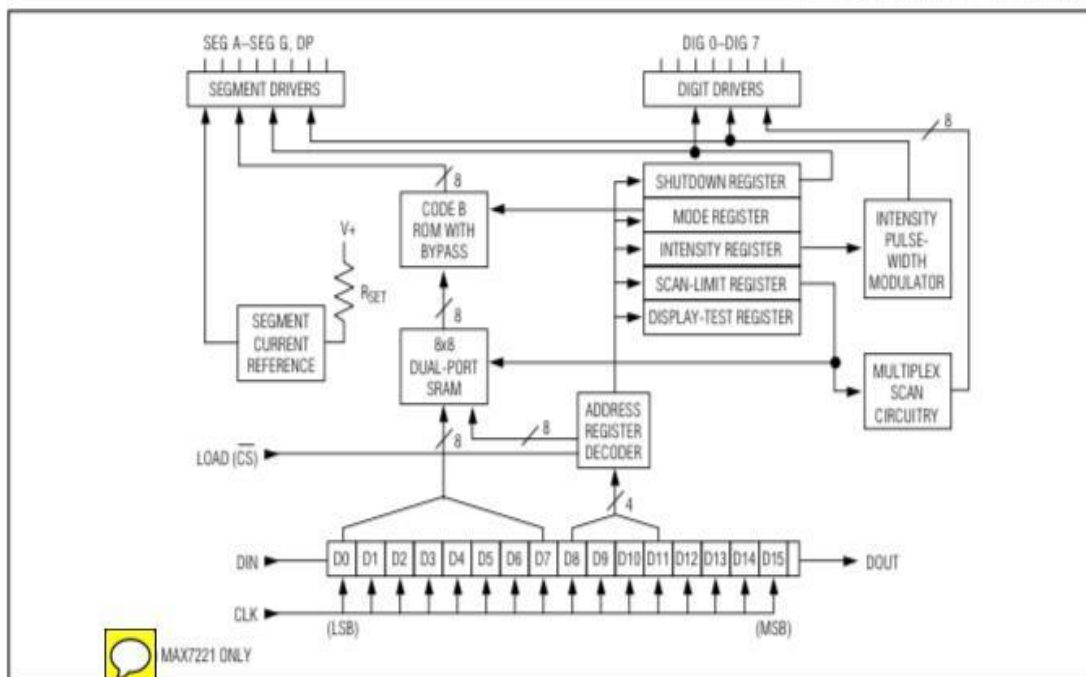 SEG A–SEG G, DP
DIG 0–DIG 7
SEGMENT DRIVERS
DIGIT DRIVERS
8
8
CODE B
ROM WITH
BYPASS
SHUTDOWN REGISTER
MODE REGISTER
INTENSITY REGISTER
SCAN-LIMIT REGISTER
DISPLAY-TEST REGISTER
INTENSITY
PULSE-
WIDTH
MODULATOR
V+
RSET
SEGMENT
CURRENT
REFERENCE
8
8x8
DUAL-PORT
SRAM
MULTIPLEX
SCAN
CIRCUITRY
ADDRESS
REGISTER
DECODER
8
8
LOAD (CS)
4
DIN
D0 D1 D2 D3 D4 D5 D6 D7 D8 D9 D10 D11 D12 D13 D14 D15
DOUT
CLK
(LSB)
(MSB)
MAX7221 ONLY